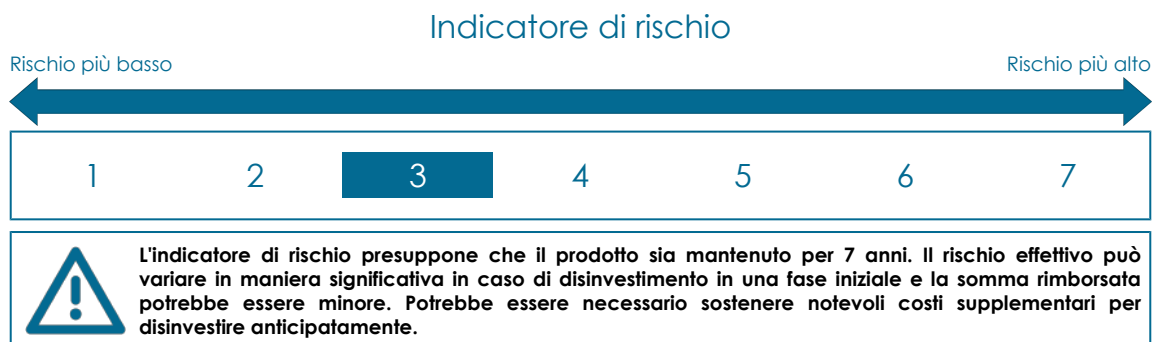 Indicatore di rischio
Rischio più basso Rischio più alto
1 2 3 4 5 6 7
L'indicatore di rischio presuppone che il prodotto sia mantenuto per 7 anni. Il rischio effettivo può
variare in maniera significativa in caso di disinvestimento in una fase iniziale e la somma rimborsata
potrebbe essere minore. Potrebbe essere necessario sostenere notevoli costi supplementari per
disinvestire anticipatamente.